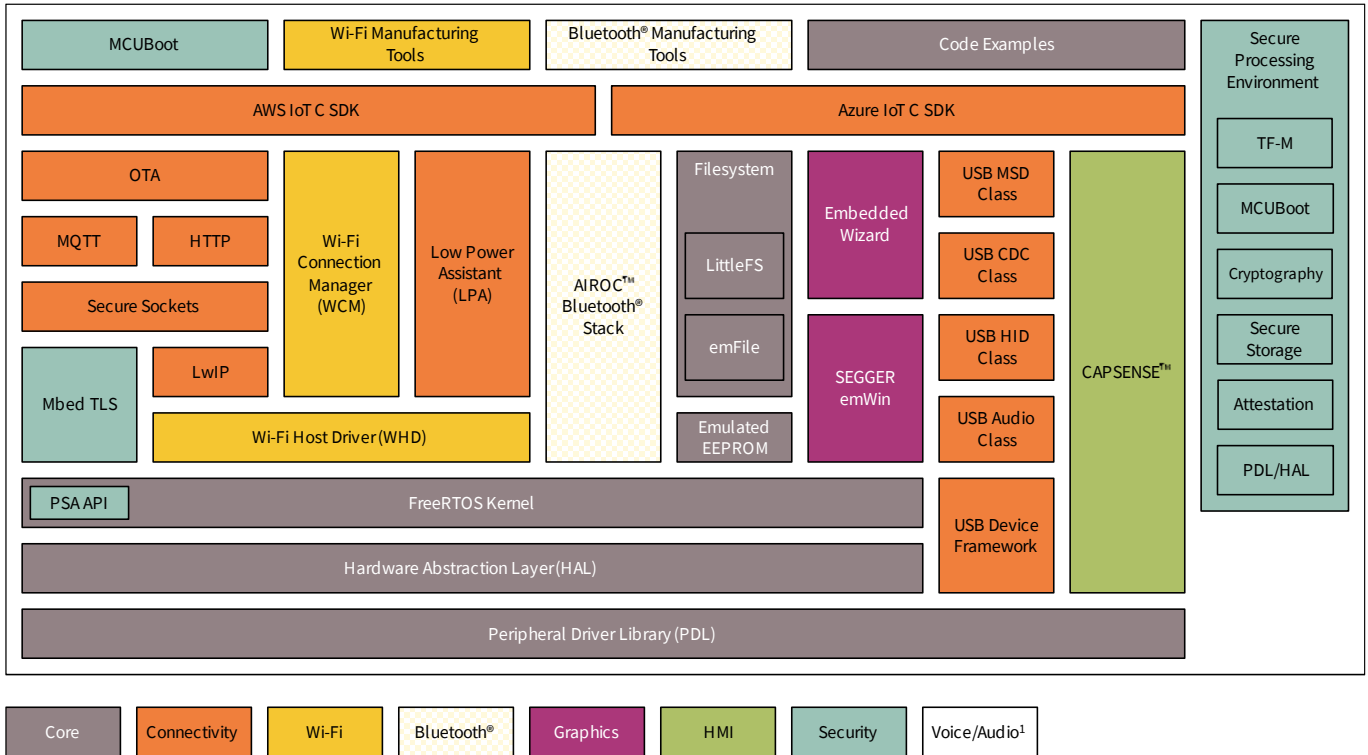 MCUBoot
Wi-Fi Manufacturing
Tools
Bluetooth® Manufacturing
Tools
Code Examples
AWS IoT C SDK
Azure IoT C SDK
OTA
MQTT
HTTP
Secure Sockets
Mbed TLS
LwIP
Wi-Fi
Connection
Manager
(WCM)
Low Power
Assistant
(LPA)
Wi-Fi Host Driver (WHD)
AIROC™
Bluetooth®
Stack
Filesystem
LittleFS
emFile
Emulated
EEPROM
Embedded
Wizard
SEGGER
emWin
USB MSD
Class
USB CDC
Class
USB HID
Class
USB Audio
Class
USB Device
Framework
CAPSENSE™
PSA API
FreeRTOS Kernel
Hardware Abstraction Layer (HAL)
Peripheral Driver Library (PDL)
Secure
Processing
Environment
TF-M
MCUBoot
Cryptography
Secure
Storage
Attestation
PDL/HAL
Core
Connectivity
Wi-Fi
Bluetooth®
Graphics
HMI
Security
Voice/Audio¹